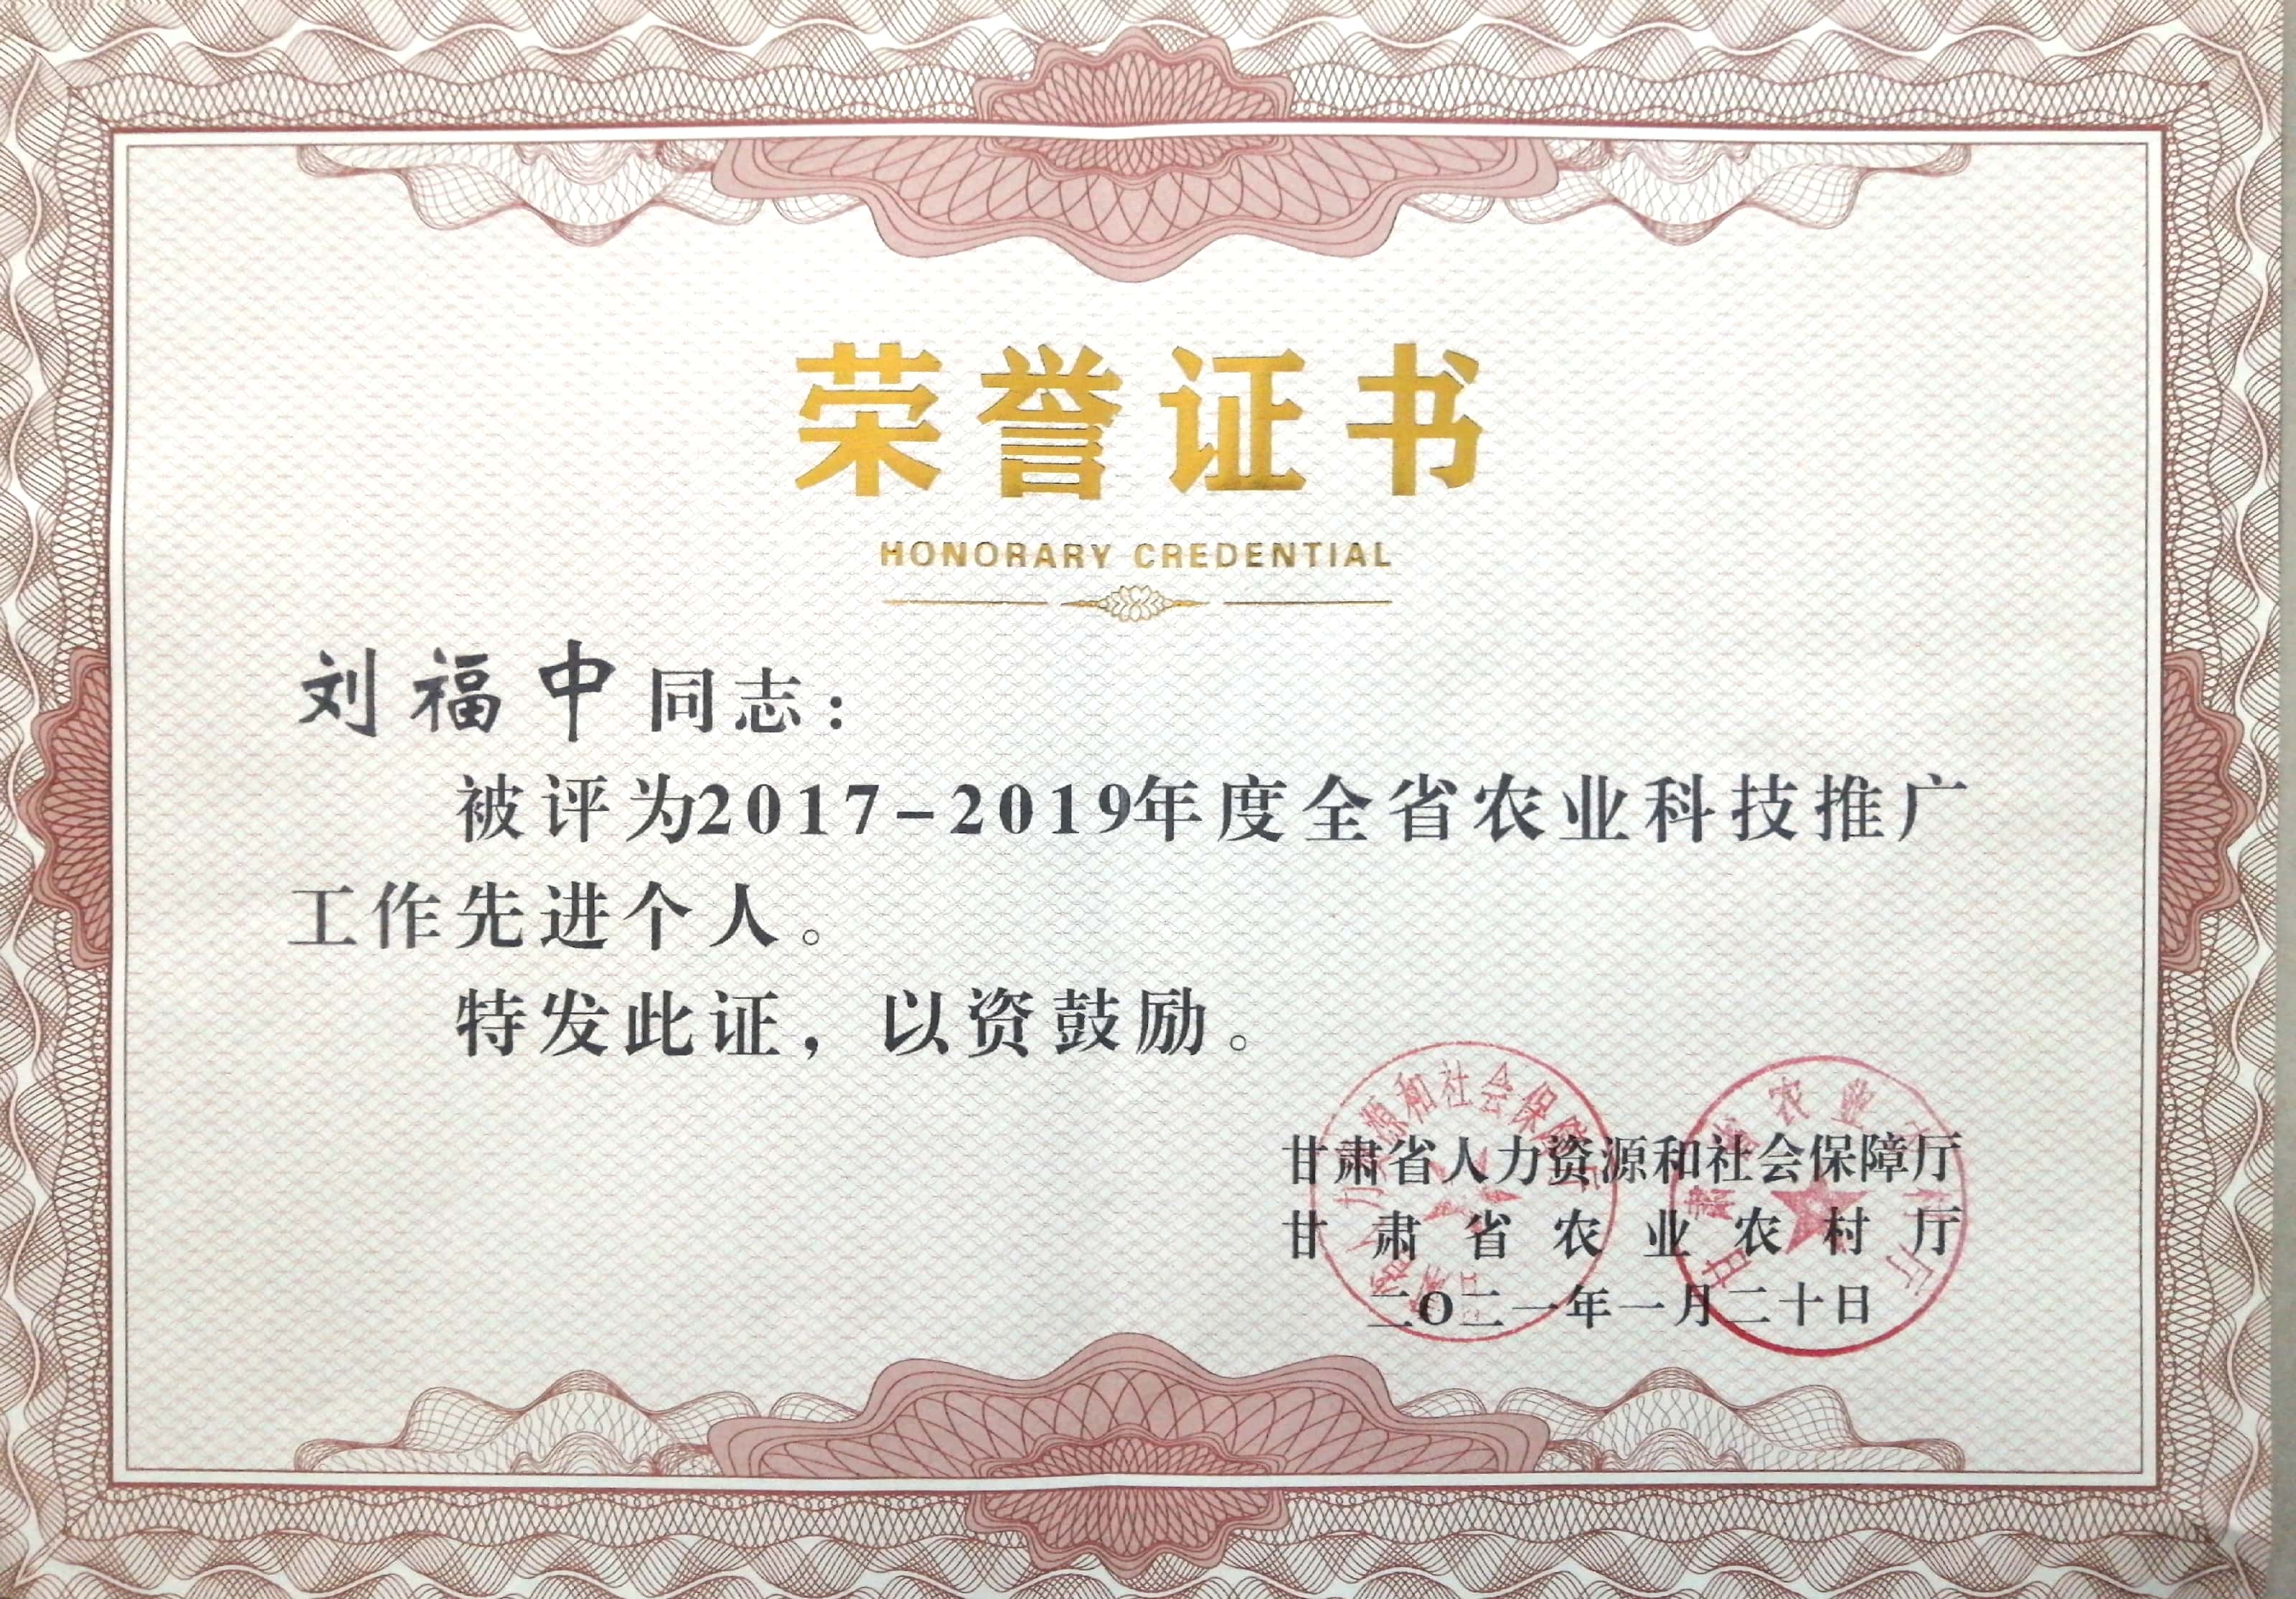 荣誉证书
HONORARY CREDENTIAL
刘福中同志：
被评为2017-2019年度全省农业科技推广
工作先进个人。
特发此证，以资鼓励。
甘肃省人力资源和社会保障厅
甘肃省农业农村厅
二O二一年一月二十日